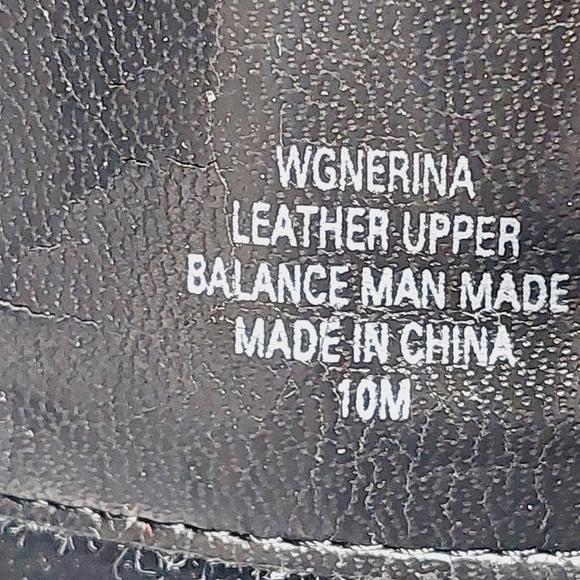 WGNERINA
LEATHER UPPER
BALANCE MAN MADE
MADE IN CHINA
10M